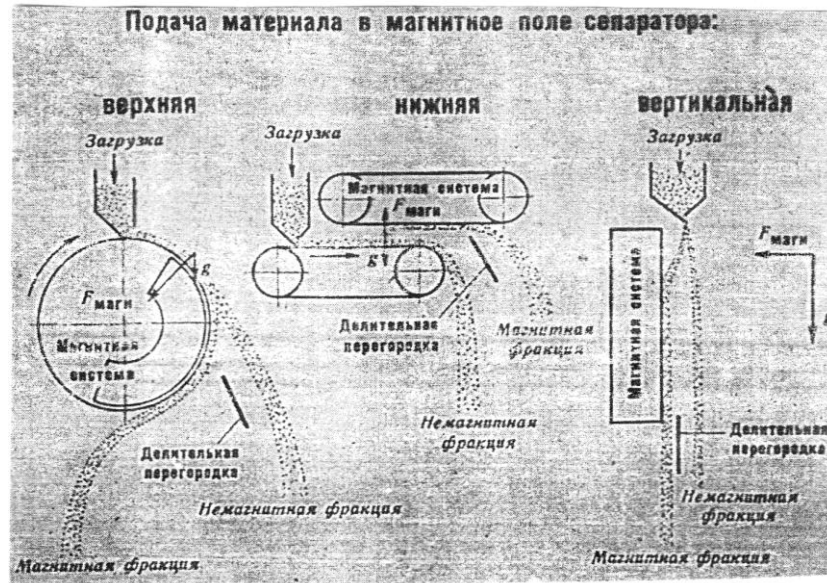 Подача материала в магнитное поле сепаратора:
верхняя
Загрузка
g
Fмагн
Магнитная
система
Делительная
перегородка
Немагнитная фракция
Магнитная фракция
нижняя
Загрузка
Магнитная система
Fмагн
g
Делительная
перегородка
Магнитная
фракция
Немагнитная
фракция
вертикальная
Загрузка
Fмагн
Магнитная система
Делительная
перегородка
Немагнитная
фракция
Магнитная фракция